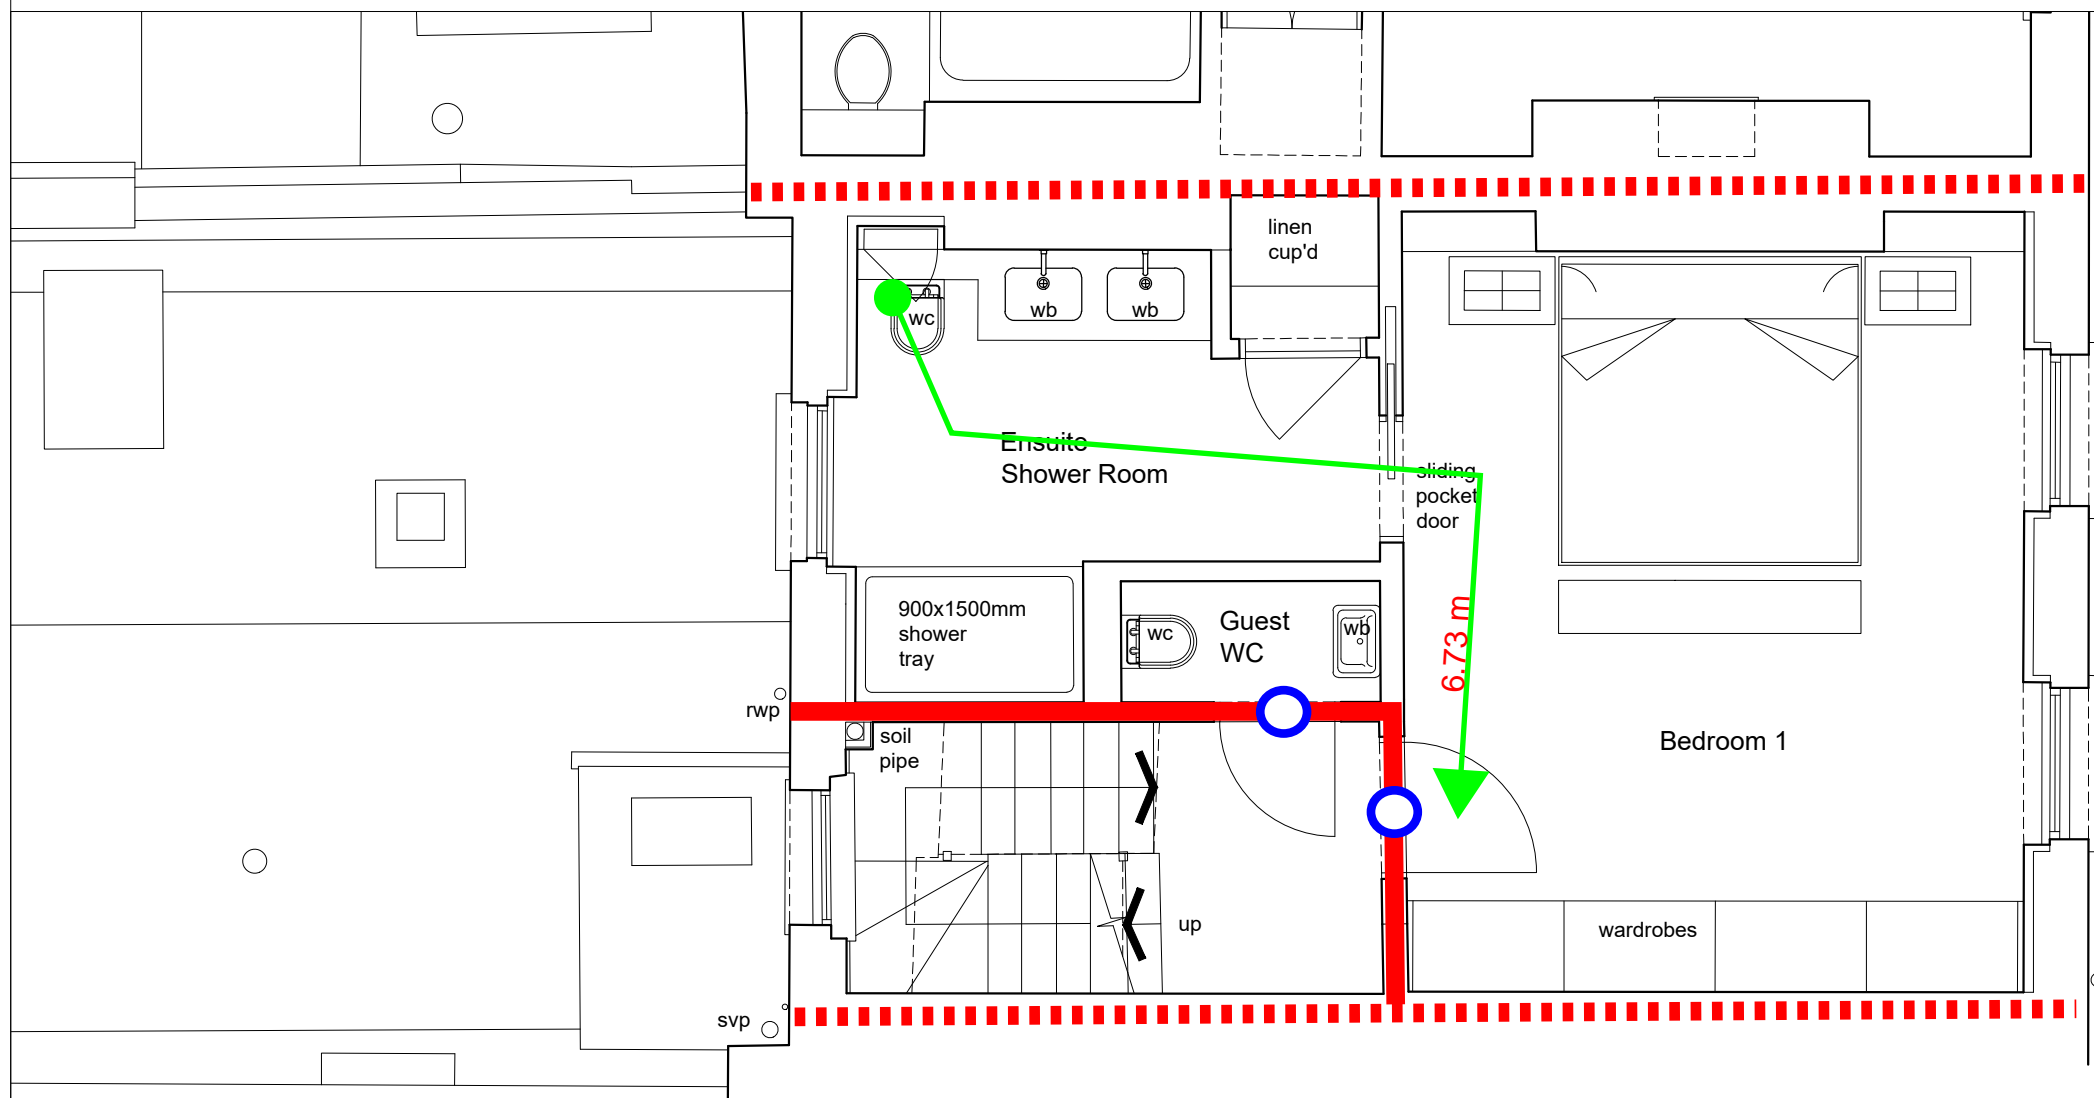 linen
cup'd
wc
wb
wb
Ensuite
Shower Room
sliding
pocket
door
900x1500mm
shower
tray
wc
Guest
WC
wb
6.73 m
rwp
soil
pipe
Bedroom 1
up
wardrobes
svp